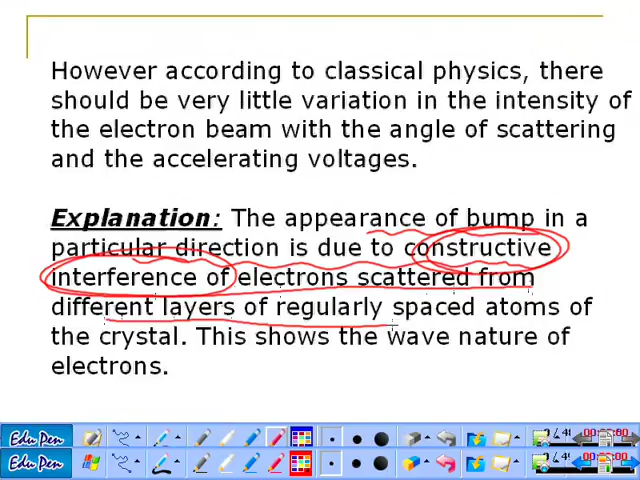 However according to classical physics, there
should be very little variation in the intensity of
the electron beam with the angle of scattering
and the accelerating voltages.
Explanation: The appearance of bump in a
particular direction is due to constructive
interference of electrons scattered from
different layers of regularly spaced atoms of
the crystal. This shows the wave nature of
electrons.
Edu Pen
Edu Pen